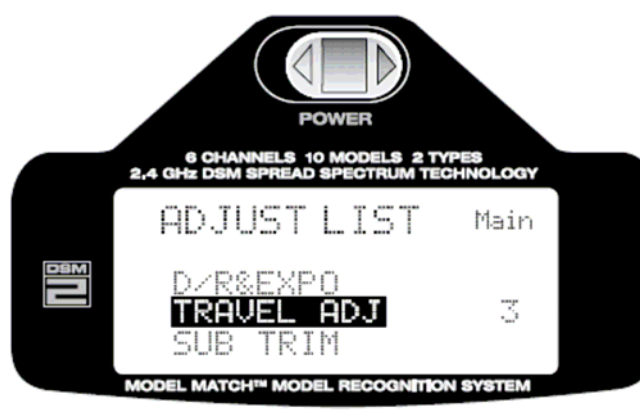 POWER
6 CHANNELS 10 MODELS 2 TYPES
2,4 GHz DSM SPREAD SPECTRUM TECHNOLOGY
ADJUST LIST Main
D/R&EXPO
TRAVEL ADJ 3
SUB TRIM
DSM
2
MODEL MATCH™ MODEL RECOGNITION SYSTEM